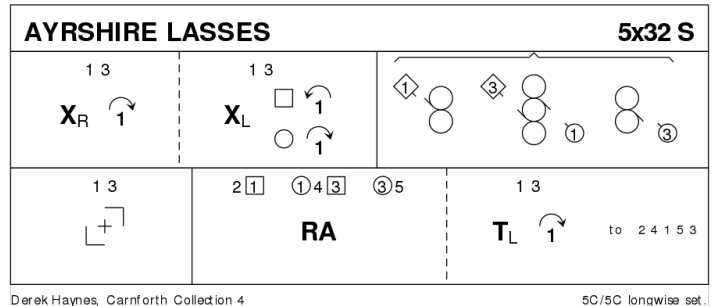 AYRSHIRE LASSES 5x32 S
1 3 1 3
XR 1 XL 1
1
1 3 1 3
1 3 2 1 1 4 3 3 5 1 3
RA TL 1 to 2 4 1 5 3
Derek Haynes, Carnforth Collection 4 5C/5C longwise set.